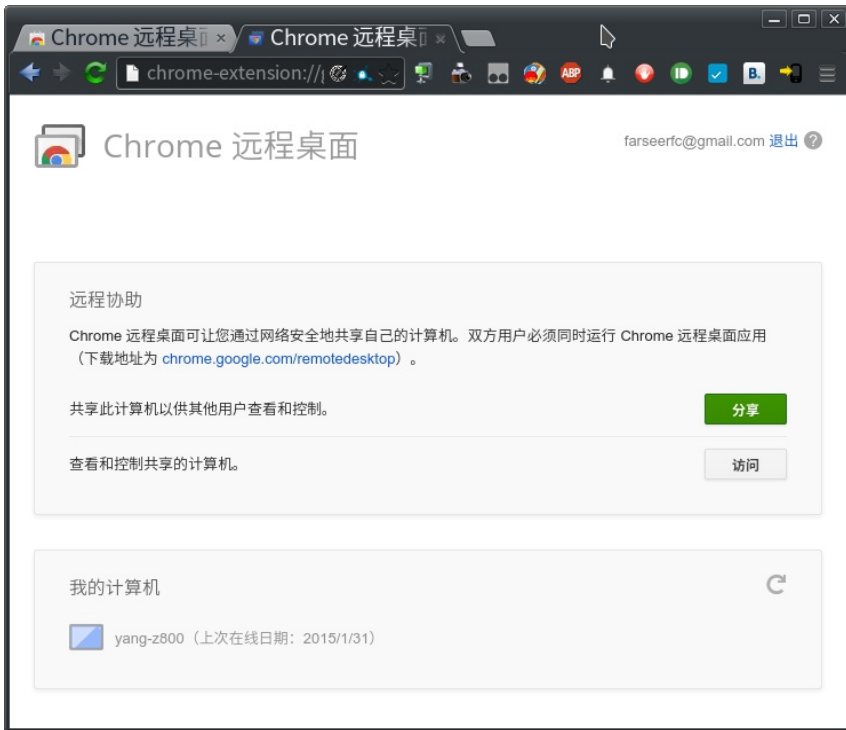 Chrome 远程桌
Chrome 远程桌
chrome-extension://
ABP
B.
Chrome 远程桌面
farseerfc@gmail.com 退出 ?
远程协助
Chrome 远程桌面可让您通过网络安全地共享自己的计算机。双方用户必须同时运行 Chrome 远程桌面应用
（下载地址为 chrome.google.com/remotedesktop）。
共享此计算机以供其他用户查看和控制。
分享
查看和控制共享的计算机。
访问
我的计算机
yang-z800（上次在线日期：2015/1/31）